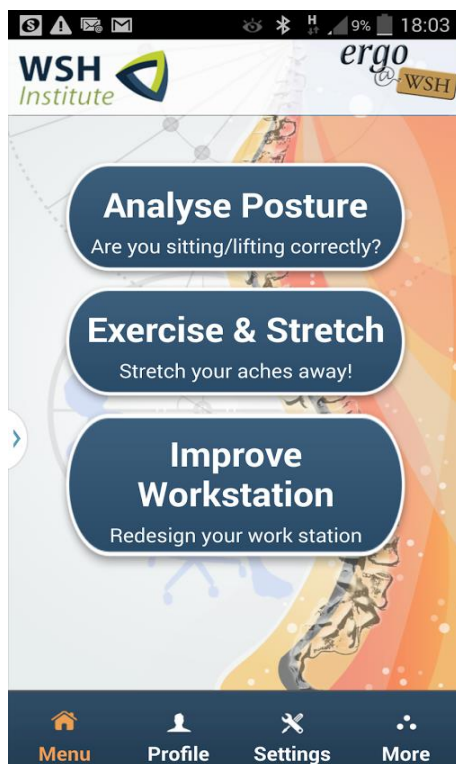 H 9% 18:03
WSH
Institute
ergo
@ WSH
Analyse Posture
Are you sitting/lifting correctly?
Exercise & Stretch
Stretch your aches away!
Improve
Workstation
Redesign your work station
Menu Profile Settings More